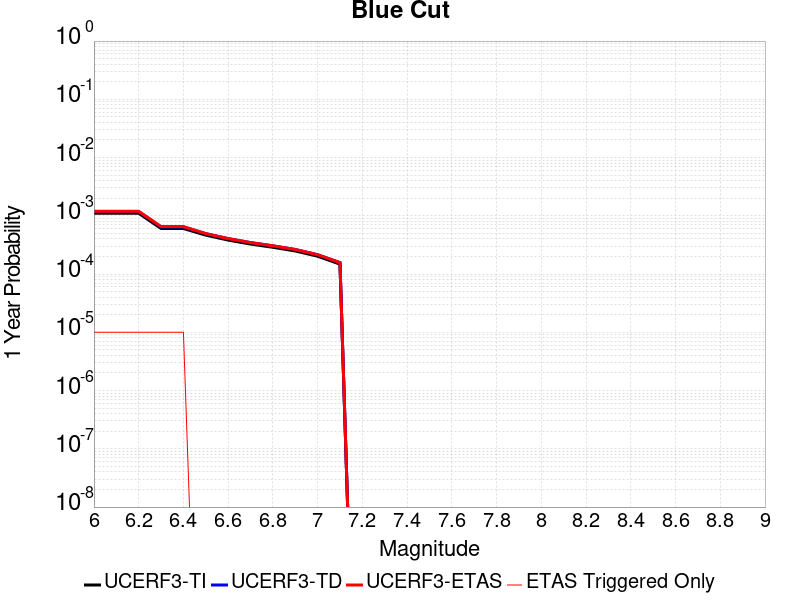 Blue Cut
10^0
10^-1
10^-2
10^-3
10^-4
10^-5
10^-6
10^-7
10^-8
1 Year Probability
6 6.2 6.4 6.6 6.8 7 7.2 7.4 7.6 7.8 8 8.2 8.4 8.6 8.8 9
Magnitude
UCERF3-TI UCERF3-TD UCERF3-ETAS ETAS Triggered Only